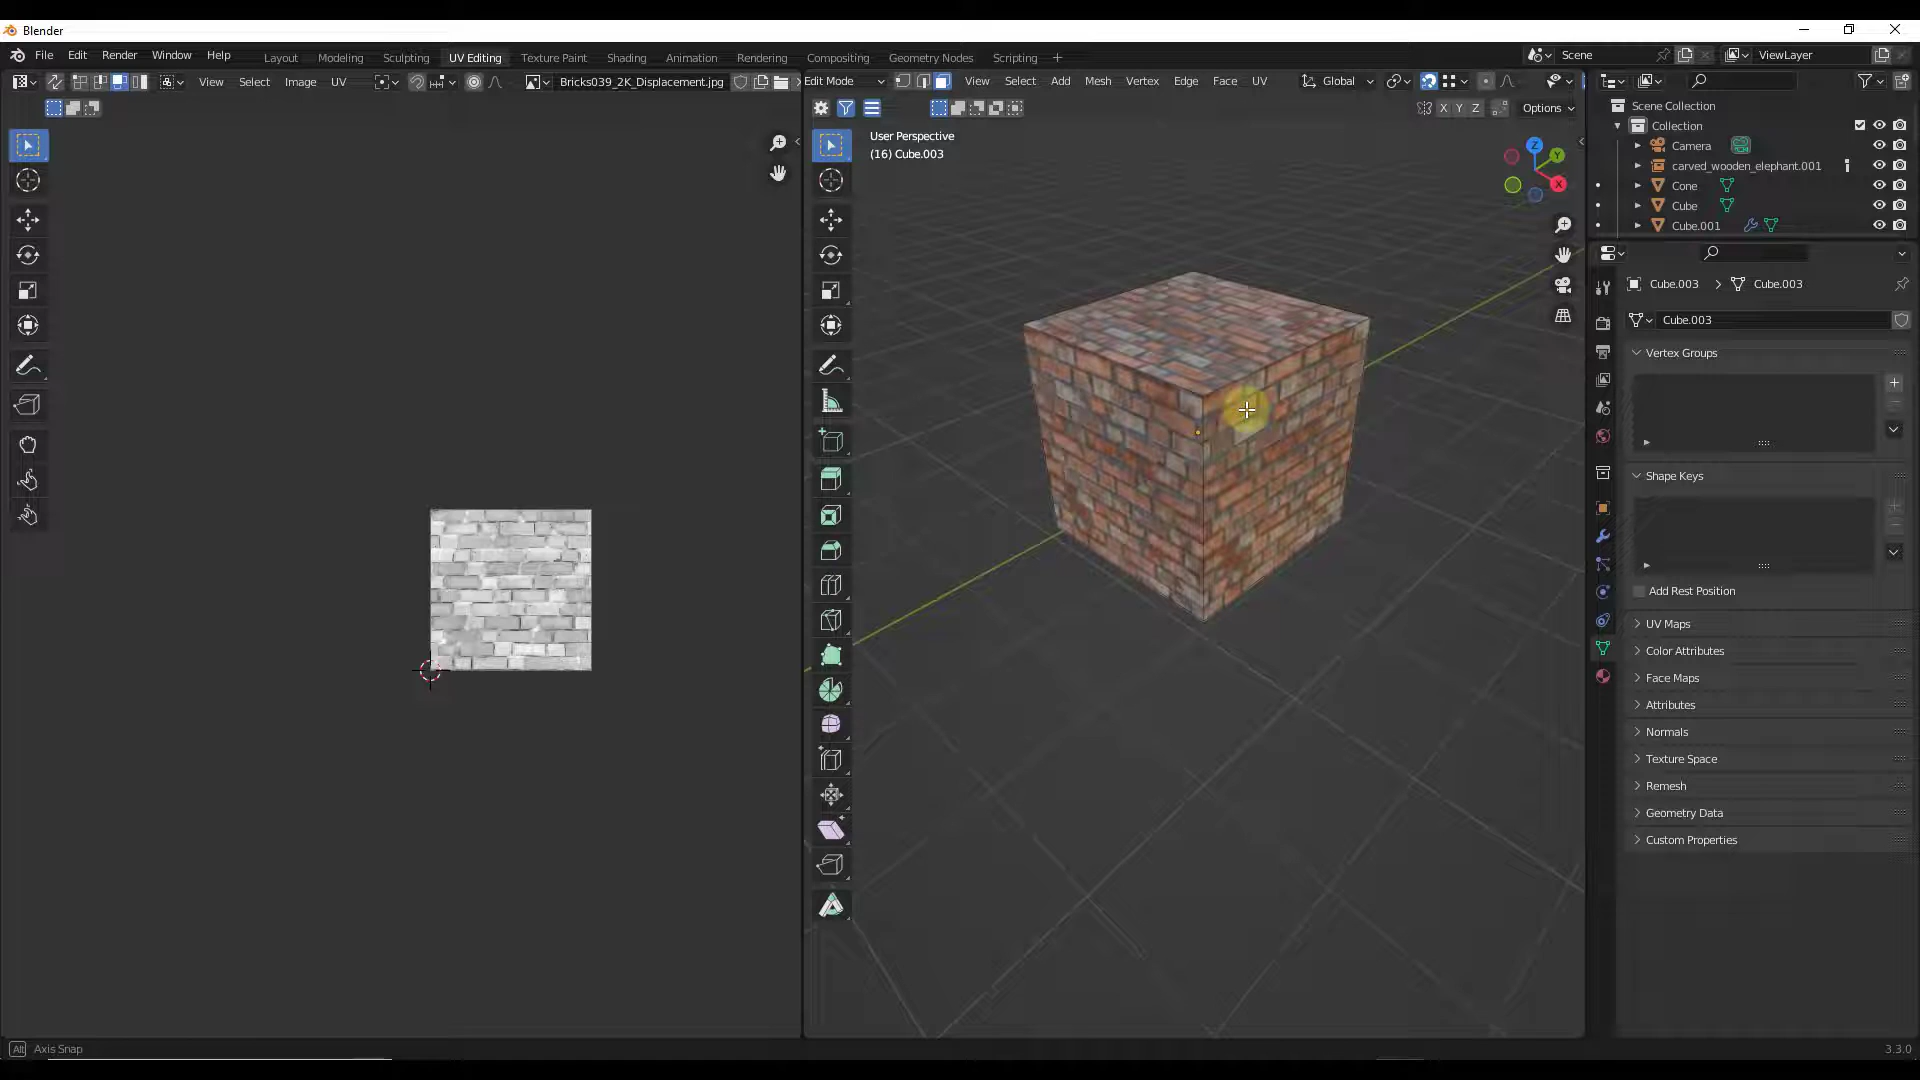 Blender
File Edit Render Window Help Layout Modeling Sculpting UV Editing Texture Paint Shading Animation Rendering Compositing Geometry Nodes Scripting + Scene ViewLayer
View Select Image UV Bricks039_2K_Displacement.jpg
Edit Mode View Select Add Mesh Vertex Edge Face UV Global
X Y Z Options
User Perspective
(16) Cube.003
Z
Y
X
Scene Collection
Collection
Camera
carved_wooden_elephant.001
Cone
Cube
Cube.001
Cube.003 > Cube.003
Cube.003
Vertex Groups
Shape Keys
Add Rest Position
UV Maps
Color Attributes
Face Maps
Attributes
Normals
Texture Space
Remesh
Geometry Data
Custom Properties
Alt Axis Snap
3.3.0